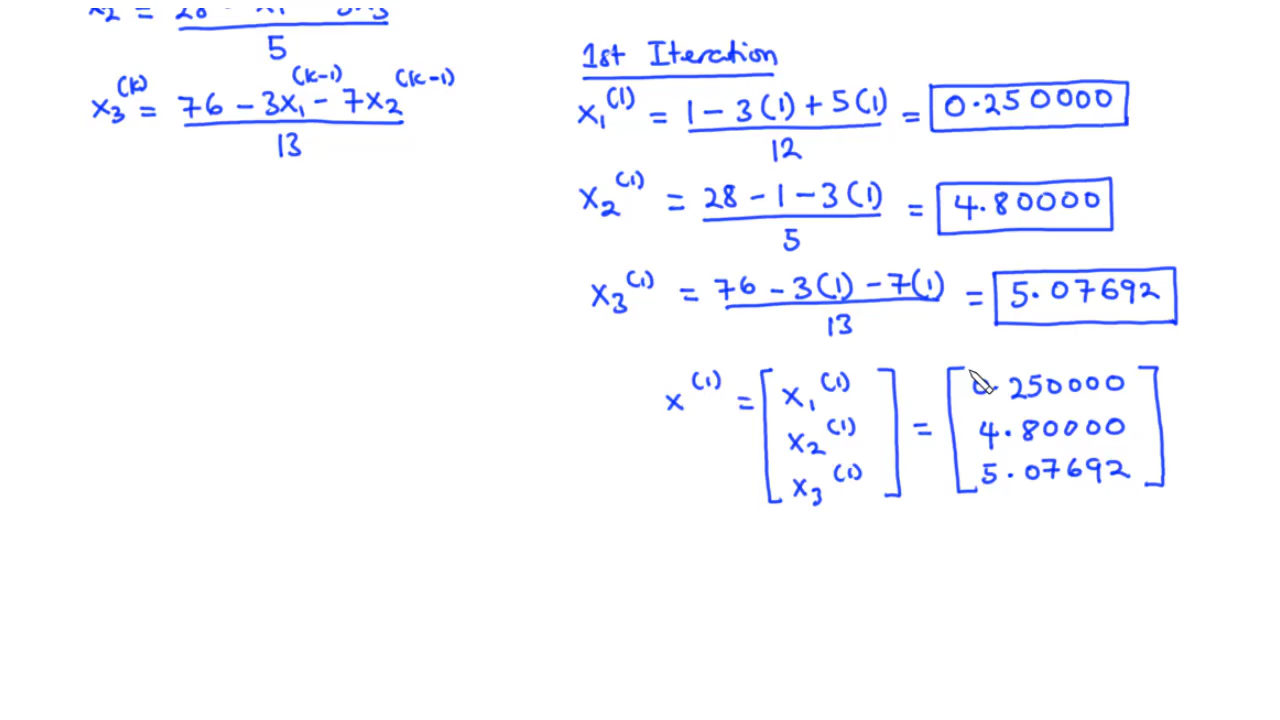 5
x₃⁽ᵏ⁾ = 76 - 3x₁⁽ᵏ⁻¹⁾ - 7x₂⁽ᵏ⁻¹⁾
13
1st Iteration
x₁⁽¹⁾ = 1 - 3(1) + 5(1) = 0.250000
12
x₂⁽¹⁾ = 28 - 1 - 3(1) = 4.80000
5
x₃⁽¹⁾ = 76 - 3(1) - 7(1) = 5.07692
13
x⁽¹⁾ = [ x₁⁽¹⁾ ] = [ 0.250000 ]
x₂⁽¹⁾ 4.80000
x₃⁽¹⁾ 5.07692